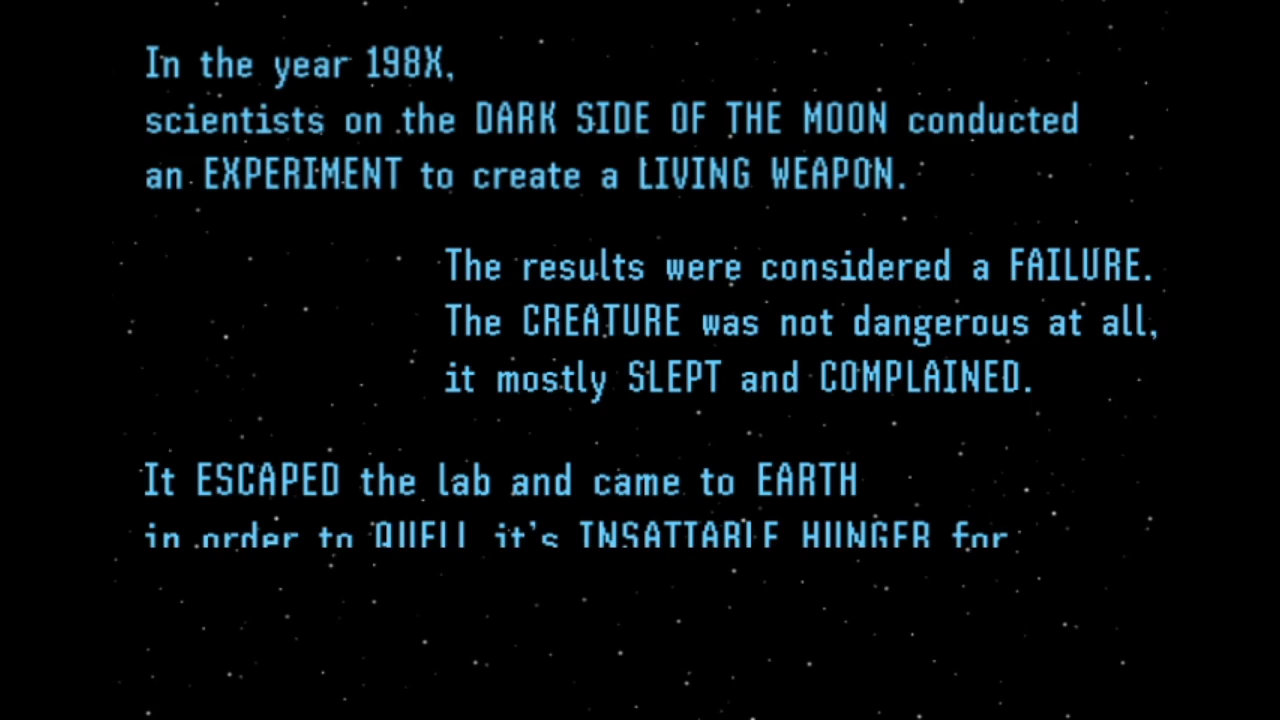 In the year 198X,
scientists on the DARK SIDE OF THE MOON conducted
an EXPERIMENT to create a LIVING WEAPON.
The results were considered a FAILURE.
The CREATURE was not dangerous at all,
it mostly SLEPT and COMPLAINED.
It ESCAPED the lab and came to EARTH
in order to QUELL it's INSATIABLE HUNGER for